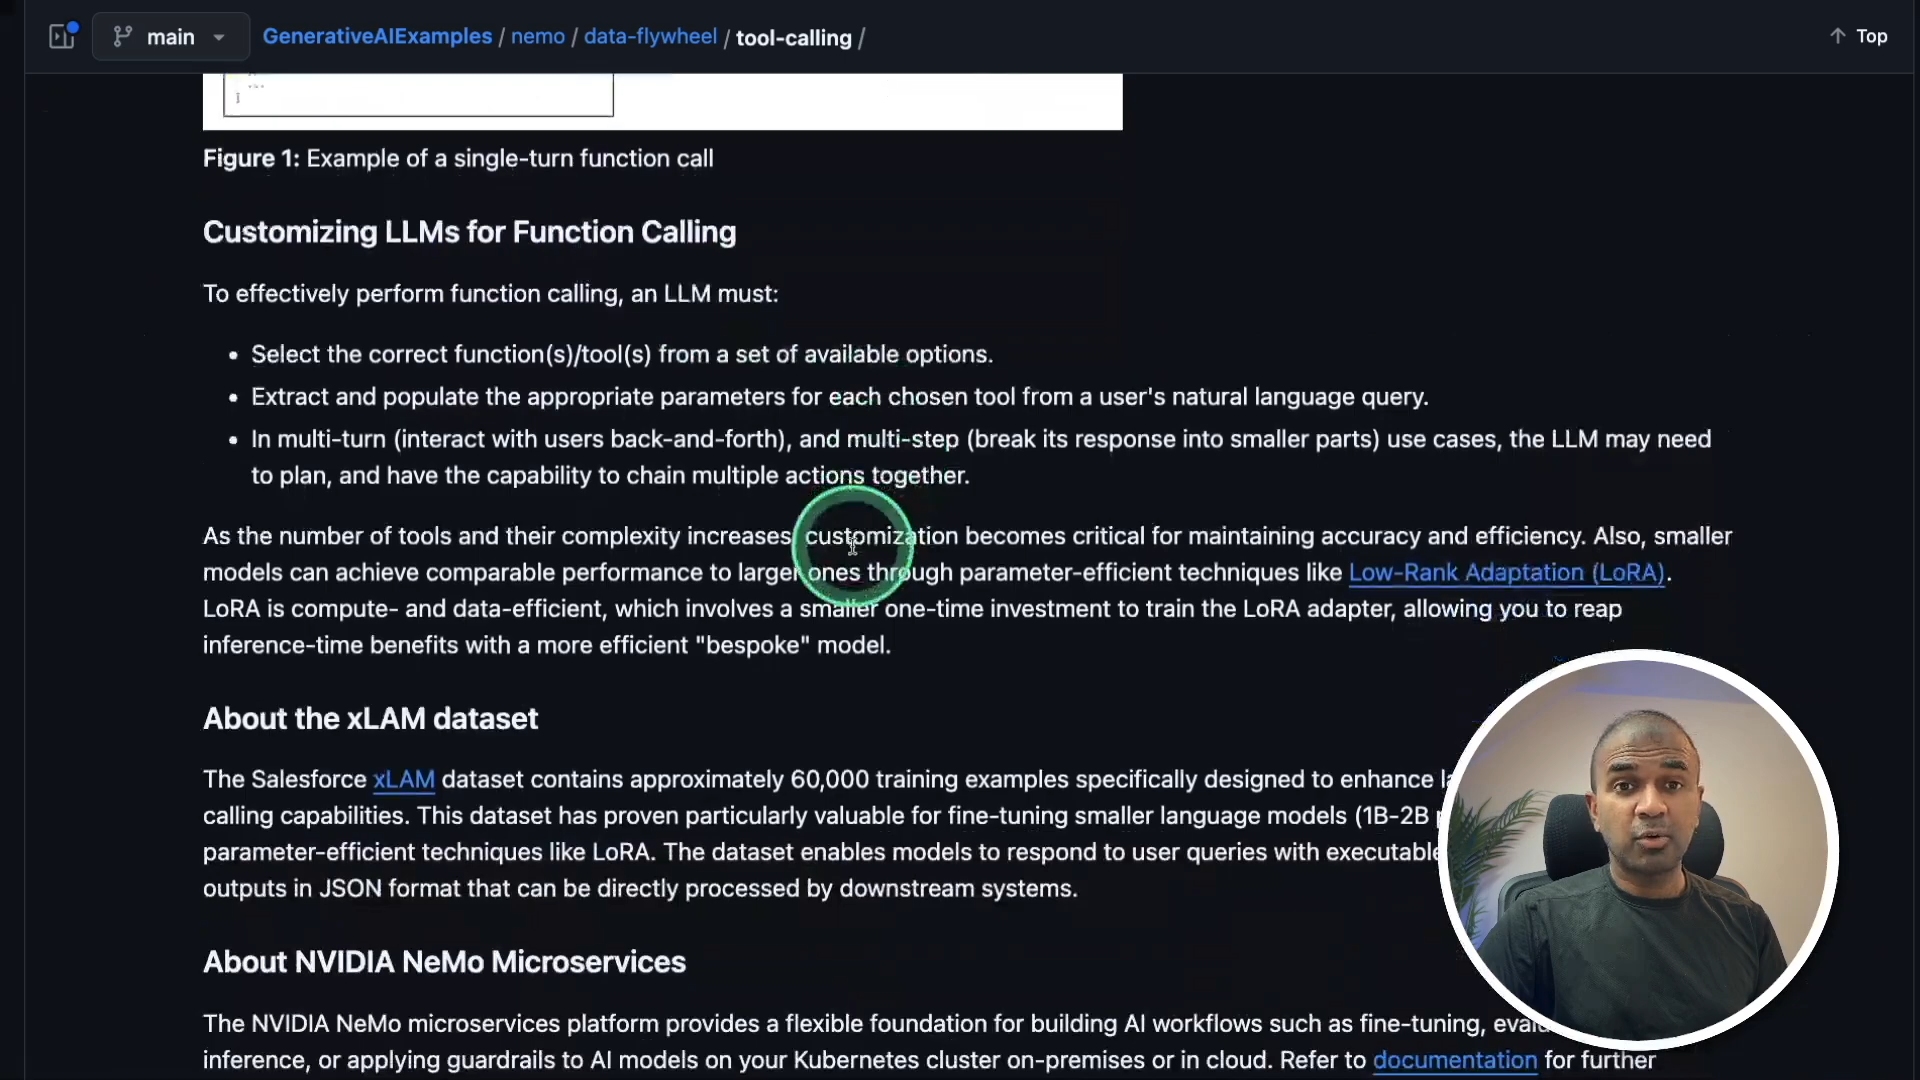 main
GenerativeAIExamples / nemo / data-flywheel / tool-calling /
Top
Figure 1: Example of a single-turn function call
Customizing LLMs for Function Calling
To effectively perform function calling, an LLM must:
• Select the correct function(s)/tool(s) from a set of available options.
• Extract and populate the appropriate parameters for each chosen tool from a user's natural language query.
• In multi-turn (interact with users back-and-forth), and multi-step (break its response into smaller parts) use cases, the LLM may need
to plan, and have the capability to chain multiple actions together.
As the number of tools and their complexity increases, customization becomes critical for maintaining accuracy and efficiency. Also, smaller
models can achieve comparable performance to larger ones through parameter-efficient techniques like Low-Rank Adaptation (LoRA).
LoRA is compute- and data-efficient, which involves a smaller one-time investment to train the LoRA adapter, allowing you to reap
inference-time benefits with a more efficient "bespoke" model.
About the xLAM dataset
The Salesforce xLAM dataset contains approximately 60,000 training examples specifically designed to enhance
calling capabilities. This dataset has proven particularly valuable for fine-tuning smaller language models (1B-2B
parameter-efficient techniques like LoRA. The dataset enables models to respond to user queries with executable
outputs in JSON format that can be directly processed by downstream systems.
About NVIDIA NeMo Microservices
The NVIDIA NeMo microservices platform provides a flexible foundation for building AI workflows such as fine-tuning,
inference, or applying guardrails to AI models on your Kubernetes cluster on-premises or in cloud. Refer to documentation for further